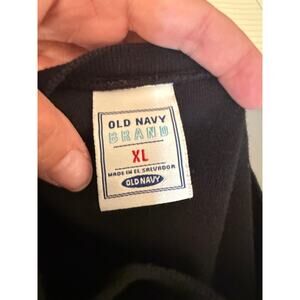 OLD NAVY
BRAND
XL
MADE IN EL SALVADOR
OLD NAVY